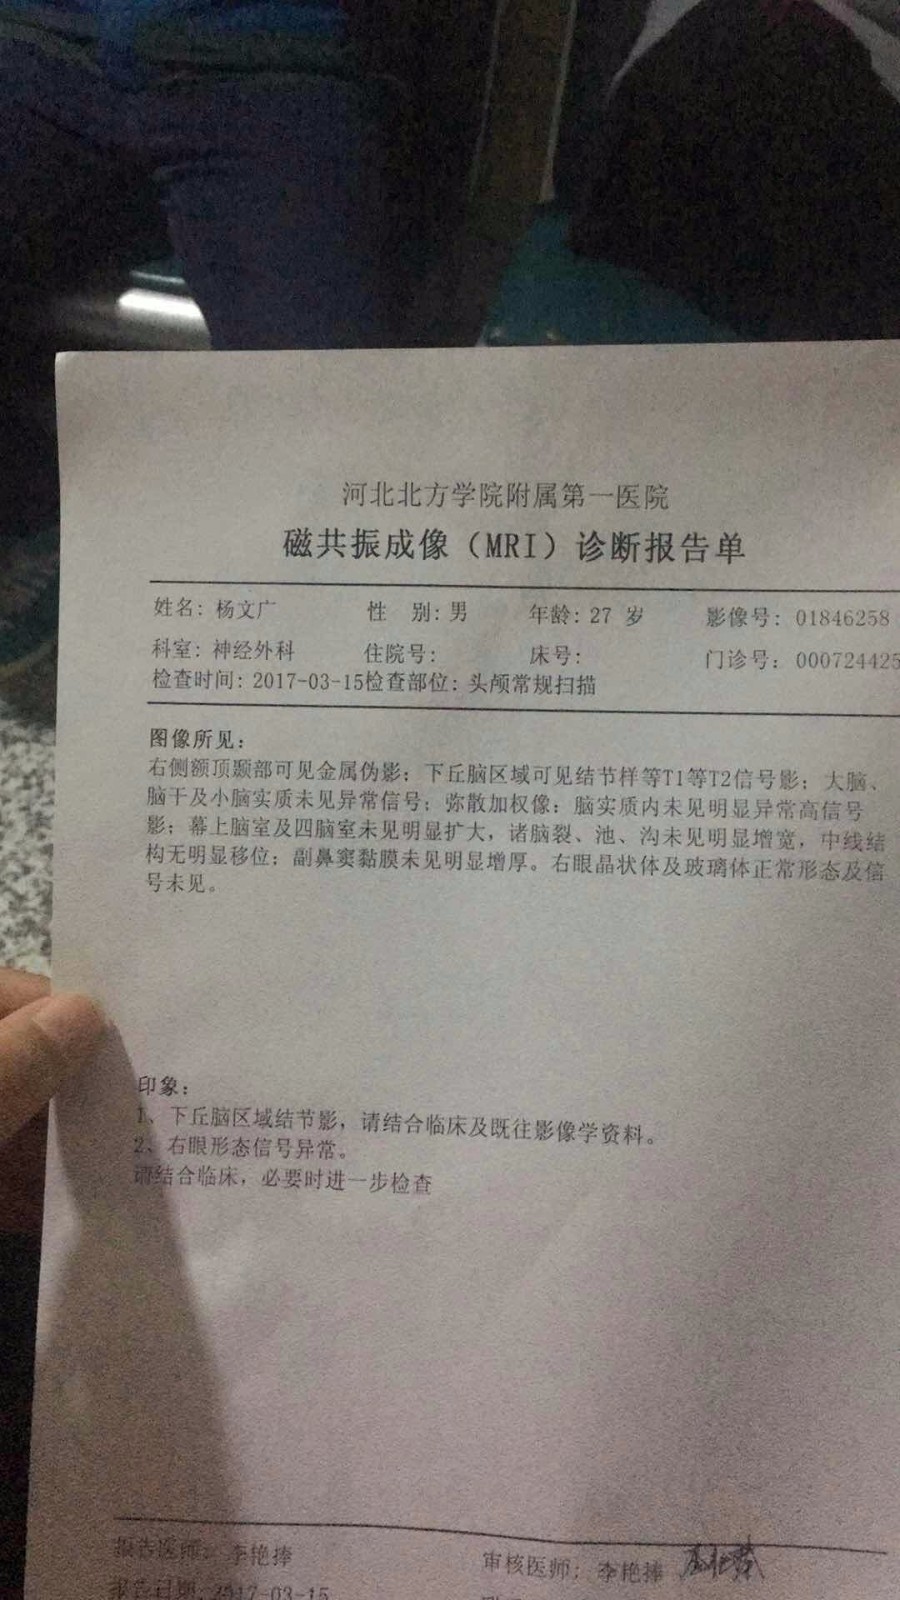 河北北方学院附属第一医院
磁共振成像（MRI）诊断报告单
姓名: 杨文广 性 别: 男 年龄: 27 岁 影像号: 01846258
科室: 神经外科 住院号: 床号: 门诊号: 000724425
检查时间: 2017-03-15检查部位: 头颅常规扫描
图像所见:
右侧额顶颞部可见金属伪影; 下丘脑区域可见结节样等T1等T2信号影; 大脑、
脑干及小脑实质未见异常信号; 弥散加权像: 脑实质内未见明显异常高信号
影; 幕上脑室及四脑室未见明显扩大, 诸脑裂、池、沟未见明显增宽, 中线结
构无明显移位; 副鼻窦黏膜未见明显增厚。右眼晶状体及玻璃体正常形态及信
号未见。
印象:
1、下丘脑区域结节影, 请结合临床及既往影像学资料。
2、右眼形态信号异常。
请结合临床, 必要时进一步检查
报告医师: 李艳捧 审核医师: 李艳捧
报告日期: 2017-03-15